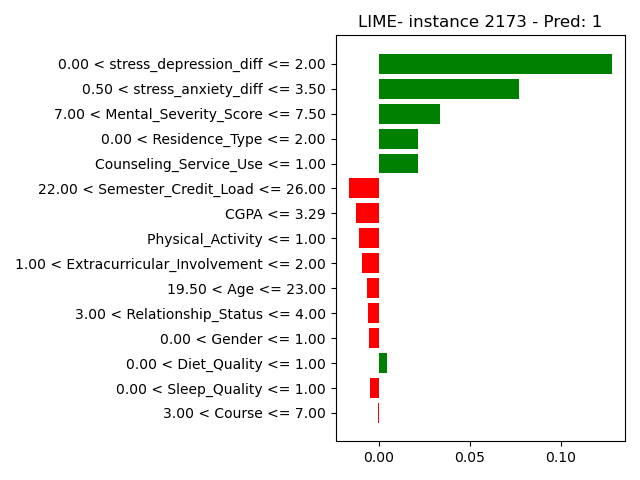 LIME- instance 2173 - Pred: 1
0.00 < stress_depression_diff <= 2.00
0.50 < stress_anxiety_diff <= 3.50
7.00 < Mental_Severity_Score <= 7.50
0.00 < Residence_Type <= 2.00
Counseling_Service_Use <= 1.00
22.00 < Semester_Credit_Load <= 26.00
CGPA <= 3.29
Physical_Activity <= 1.00
1.00 < Extracurricular_Involvement <= 2.00
19.50 < Age <= 23.00
3.00 < Relationship_Status <= 4.00
0.00 < Gender <= 1.00
0.00 < Diet_Quality <= 1.00
0.00 < Sleep_Quality <= 1.00
3.00 < Course <= 7.00
0.00 0.05 0.10